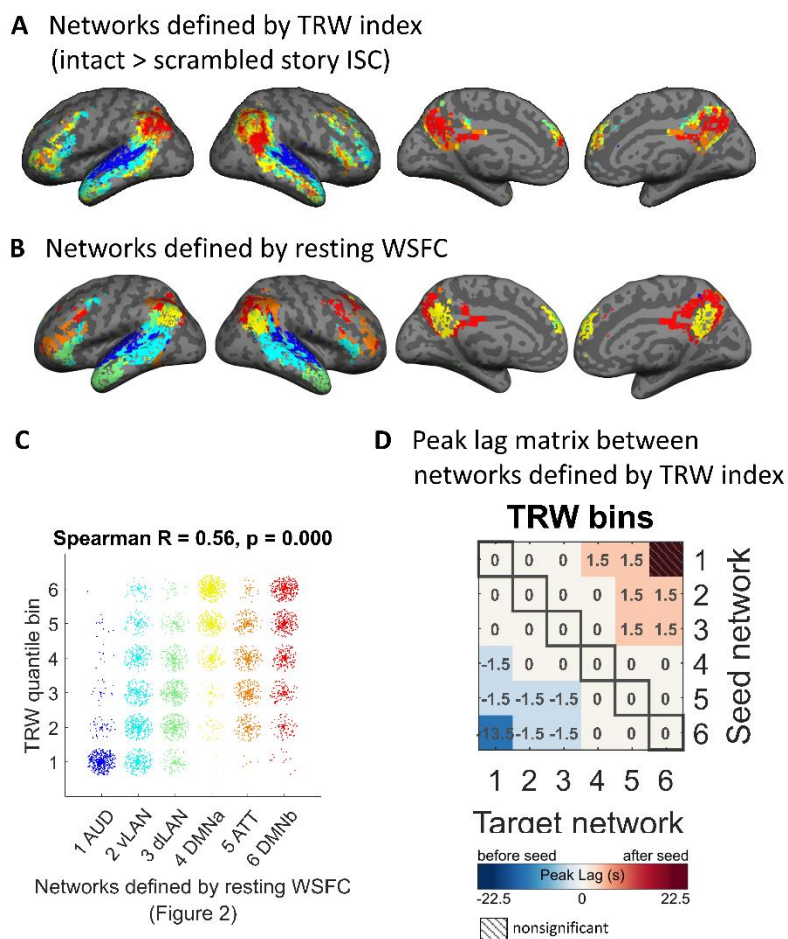 A Networks defined by TRW index
(intact > scrambled story ISC)
B Networks defined by resting WSFC
C
Spearman R = 0.56, p = 0.000
TRW quantile bin
6
5
4
3
2
1
1 AUD
2 vLAN
3 dLAN
4 DMNa
5 ATT
6 DMNb
Networks defined by resting WSFC
(Figure 2)
D Peak lag matrix between
networks defined by TRW index
TRW bins
0 0 0 1.5 1.5 1
0 0 0 0 1.5 1.5 2
0 0 0 0 1.5 1.5 3
-1.5 0 0 0 0 0 4
-1.5 -1.5 -1.5 0 0 0 5
-13.5 -1.5 -1.5 0 0 0 6
Seed network
1 2 3 4 5 6
Target network
before seed after seed
Peak Lag (s)
-22.5 0 22.5
nonsignificant